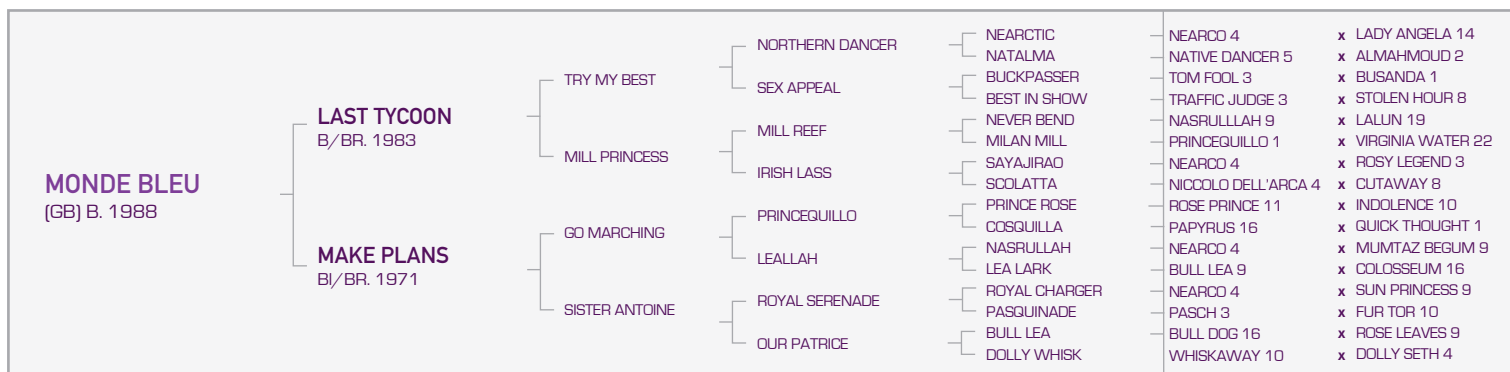 NEARCTIC NEARCO 4 x LADY ANGELA 14
NORTHERN DANCER
NATALMA NATIVE DANCER 5 x ALMAHMOUD 2
TRY MY BEST
BUCKPASSER TOM FOOL 3 x BUSANDA 1
SEX APPEAL
BEST IN SHOW TRAFFIC JUDGE 3 x STOLEN HOUR 8
LAST TYCOON
B/BR. 1983
NEVER BEND NASRULLLAH 9 x LALUN 19
MILL REEF
MILAN MILL PRINCEQUILLO 1 x VIRGINIA WATER 22
MILL PRINCESS
SAYAJIRAO NEARCO 4 x ROSY LEGEND 3
IRISH LASS
SCOLATTA NICCOLO DELL'ARCA 4 x CUTAWAY 8
MONDE BLEU
(GB) B. 1988
PRINCE ROSE ROSE PRINCE 11 x INDOLENCE 10
PRINCEQUILLO
COSQUILLA PAPYRUS 16 x QUICK THOUGHT 1
GO MARCHING
NASRULLAH NEARCO 4 x MUMTAZ BEGUM 9
LEALLAH
LEA LARK BULL LEA 9 x COLOSSEUM 16
MAKE PLANS
BI/BR. 1971
ROYAL CHARGER NEARCO 4 x SUN PRINCESS 9
ROYAL SERENADE
PASQUINADE PASCH 3 x FUR TOR 10
SISTER ANTOINE
BULL LEA BULL DOG 16 x ROSE LEAVES 9
OUR PATRICE
DOLLY WHISK WHISKAWAY 10 x DOLLY SETH 4